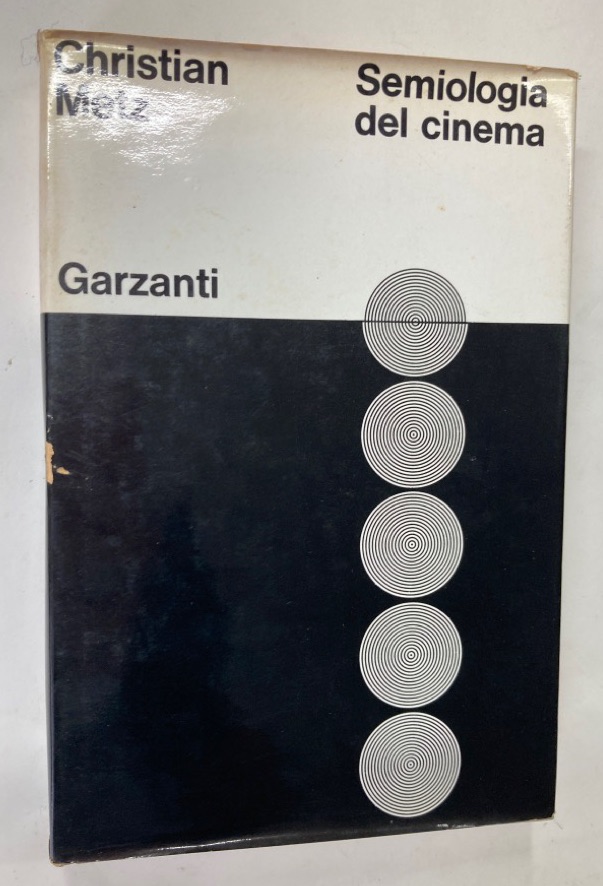 Christian
Metz
Semiologia
del cinema
Garzanti